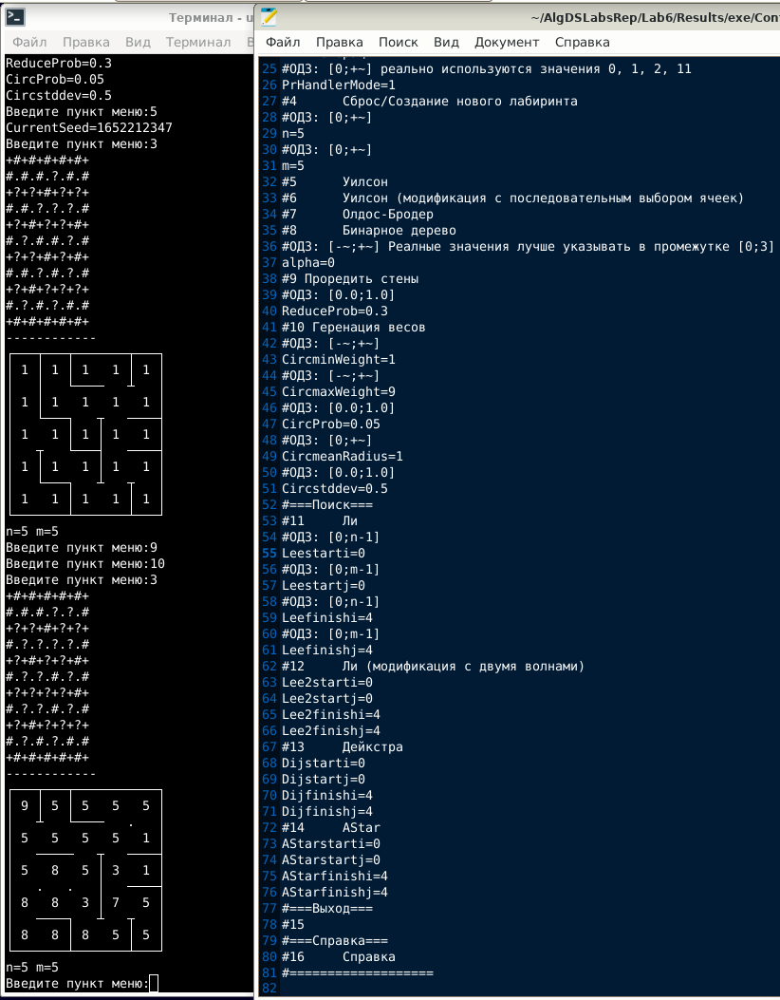 Терминал - u
Файл Правка Вид Терминал В
ReduceProb=0.3
CircProb=0.05
Circstddev=0.5
Введите пункт меню:5
CurrentSeed=1652212347
Введите пункт меню:3
+#+#+#+#+#+
#.#.#.?.#.#
+?+?+#+?+?+
#.#.?.?.?.#
+?+#+?+?+#+
#.?.#.#.?.#
+?+?+?+#+?+
#.#.?.#.?.#
+?+#+?+?+?+
#.?.#.?.#.#
+#+#+#+#+#+
------------
1 1 1 1 1
1 1 1 1 1
1 1 1 1 1
1 1 1 1 1
1 1 1 1 1
n=5 m=5
Введите пункт меню:9
Введите пункт меню:10
Введите пункт меню:3
+#+#+#+#+#+
#.#.#.?.?.#
+?+?+#+?+?+
#.?.?.?.?.#
+?+#+?+?+#+
#.?.?.#.?.#
+?+?+?+?+#+
#.?.?.#.?.#
+?+#+?+?+?+
#.?.#.?.#.#
+#+#+#+#+#+
------------
9 5 5 5 5
5 5 5 5 1
5 8 5 3 1
8 8 3 7 5
8 8 8 5 5
n=5 m=5
Введите пункт меню:
~/AlgDSLabsRep/Lab6/Results/exe/Con
Файл Правка Поиск Вид Документ Справка
25 #ОДЗ: [0;+~] реально используются значения 0, 1, 2, 11
26 PrHandlerMode=1
27 #4 Сброс/Создание нового лабиринта
28 #ОДЗ: [0;+~]
29 n=5
30 #ОДЗ: [0;+~]
31 m=5
32 #5 Уилсон
33 #6 Уилсон (модификация с последовательным выбором ячеек)
34 #7 Олдос-Бродер
35 #8 Бинарное дерево
36 #ОДЗ: [-~;+~] Реалные значения лучше указывать в промежутке [0;3]
37 alpha=0
38 #9 Проредить стены
39 #ОДЗ: [0.0;1.0]
40 ReduceProb=0.3
41 #10 Геренация весов
42 #ОДЗ: [-~;+~]
43 CircminWeight=1
44 #ОДЗ: [-~;+~]
45 CircmaxWeight=9
46 #ОДЗ: [0.0;1.0]
47 CircProb=0.05
48 #ОДЗ: [0;+~]
49 CircmeanRadius=1
50 #ОДЗ: [0.0;1.0]
51 Circstddev=0.5
52 #===Поиск===
53 #11 Ли
54 #ОДЗ: [0;n-1]
55 Leestarti=0
56 #ОДЗ: [0;m-1]
57 Leestartj=0
58 #ОДЗ: [0;n-1]
59 Leefinishi=4
60 #ОДЗ: [0;m-1]
61 Leefinishj=4
62 #12 Ли (модификация с двумя волнами)
63 Lee2starti=0
64 Lee2startj=0
65 Lee2finishi=4
66 Lee2finishj=4
67 #13 Дейкстра
68 Dijstarti=0
69 Dijstartj=0
70 Dijfinishi=4
71 Dijfinishj=4
72 #14 AStar
73 AStarstarti=0
74 AStarstartj=0
75 AStarfinishi=4
76 AStarfinishj=4
77 #===Выход===
78 #15
79 #===Справка===
80 #16 Справка
81 #===================
82